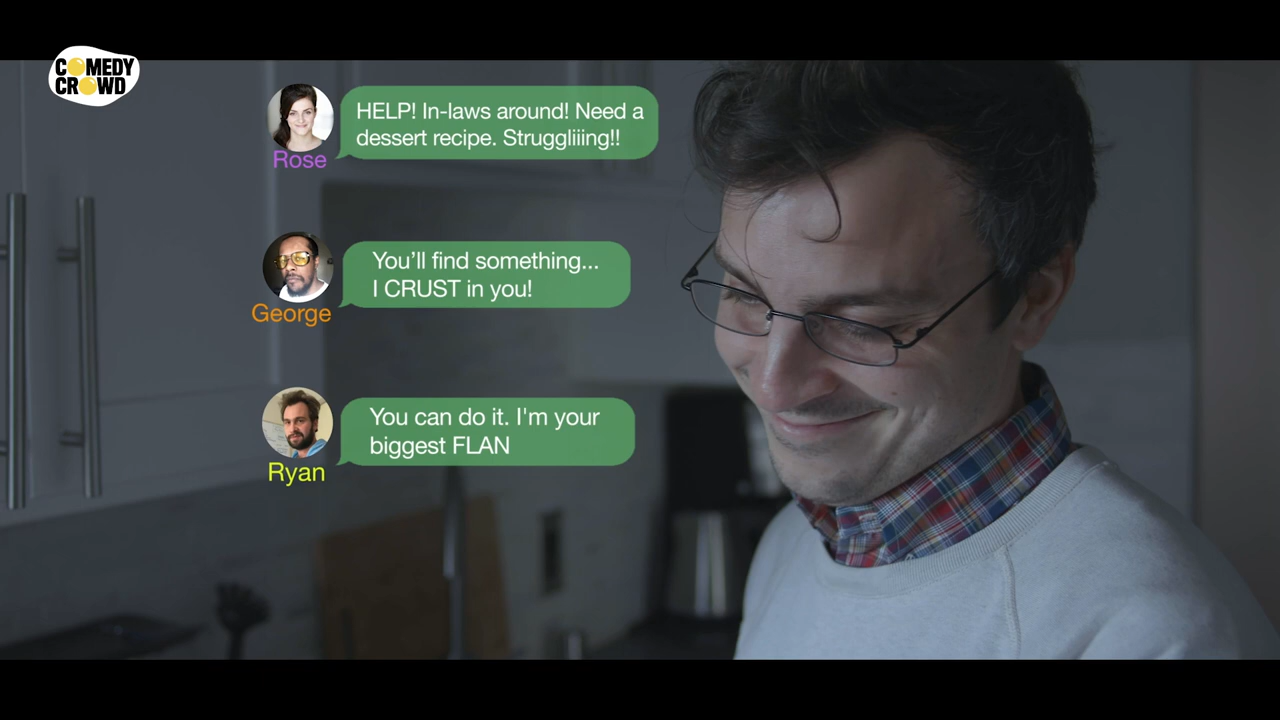 COMEDY
CROWD
HELP! In-laws around! Need a
dessert recipe. Struggliiing!!
Rose
You’ll find something...
I CRUST in you!
George
You can do it. I'm your
biggest FLAN
Ryan